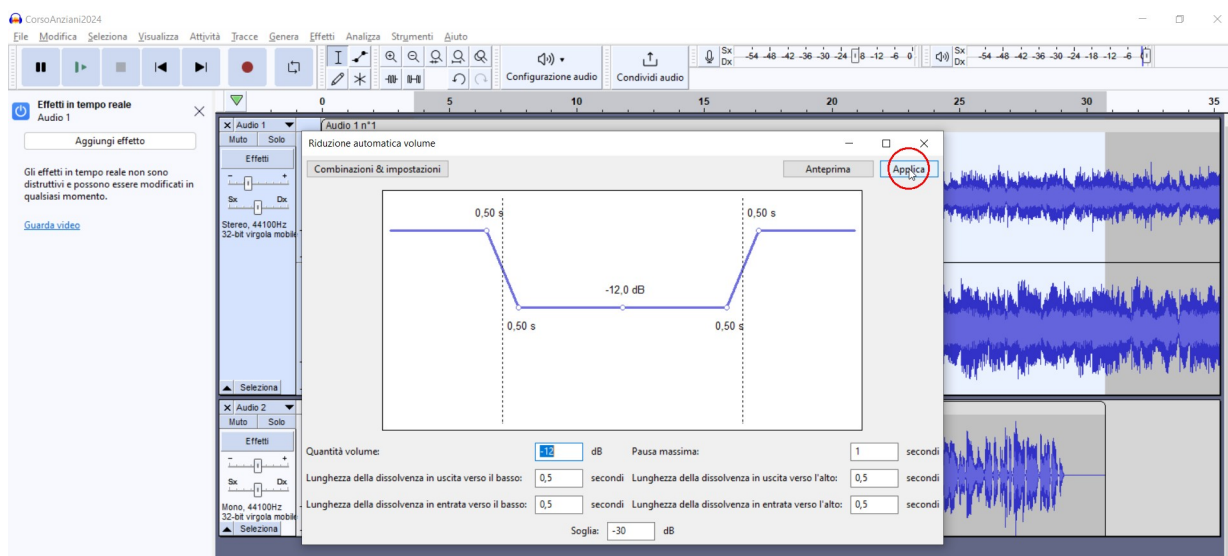 CorsoAnziani2024
File Modifica Seleziona Visualizza Attività Tracce Genera Effetti Analizza Strumenti Aiuto
Configurazione audio
Condividi audio
Sx
Dx
-54 -48 -42 -36 -30 -24 8 -12 -6 0
Sx
Dx
-54 -48 -42 -36 -30 -24 -18 -12 -6
Effetti in tempo reale
Audio 1
Aggiungi effetto
Gli effetti in tempo reale non sono
distruttivi e possono essere modificati in
qualsiasi momento.
Guarda video
0 5 10 15 20 25 30 35
Audio 1
Audio 1 n°1
Muto Solo
Effetti
- +
Sx Dx
Stereo, 44100Hz
32-bit virgola mobile
Seleziona
Audio 2
Muto Solo
Effetti
- +
Sx Dx
Mono, 44100Hz
32-bit virgola mobile
Seleziona
Riduzione automatica volume
Combinazioni & impostazioni
Anteprima
Applica
0,50 s
0,50 s
-12,0 dB
0,50 s
0,50 s
Quantità volume: -12 dB Pausa massima: 1 secondi
Lunghezza della dissolvenza in uscita verso il basso: 0,5 secondi Lunghezza della dissolvenza in uscita verso l'alto: 0,5 secondi
Lunghezza della dissolvenza in entrata verso il basso: 0,5 secondi Lunghezza della dissolvenza in entrata verso l'alto: 0,5 secondi
Soglia: -30 dB